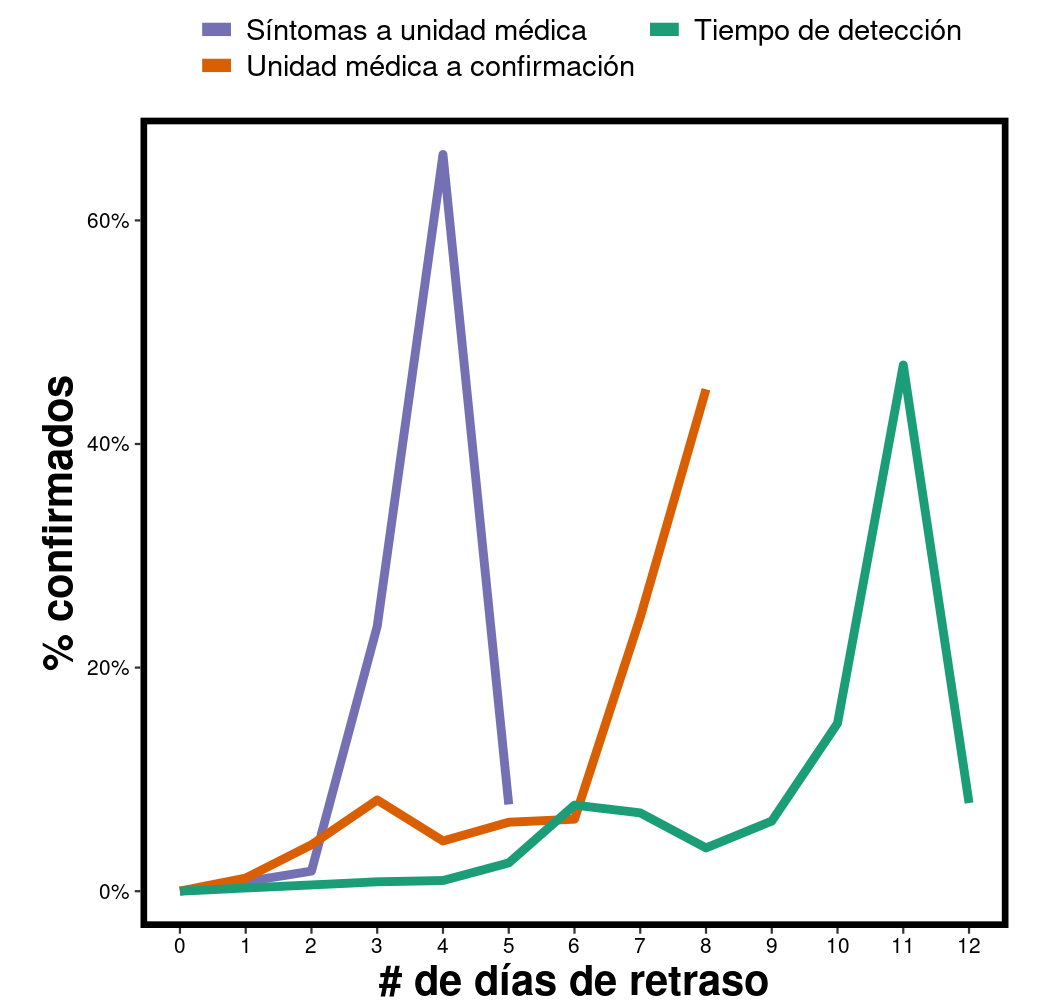 Síntomas a unidad médica
Tiempo de detección
Unidad médica a confirmación
% confirmados
60%
40%
20%
0%
0 1 2 3 4 5 6 7 8 9 10 11 12
# de días de retraso